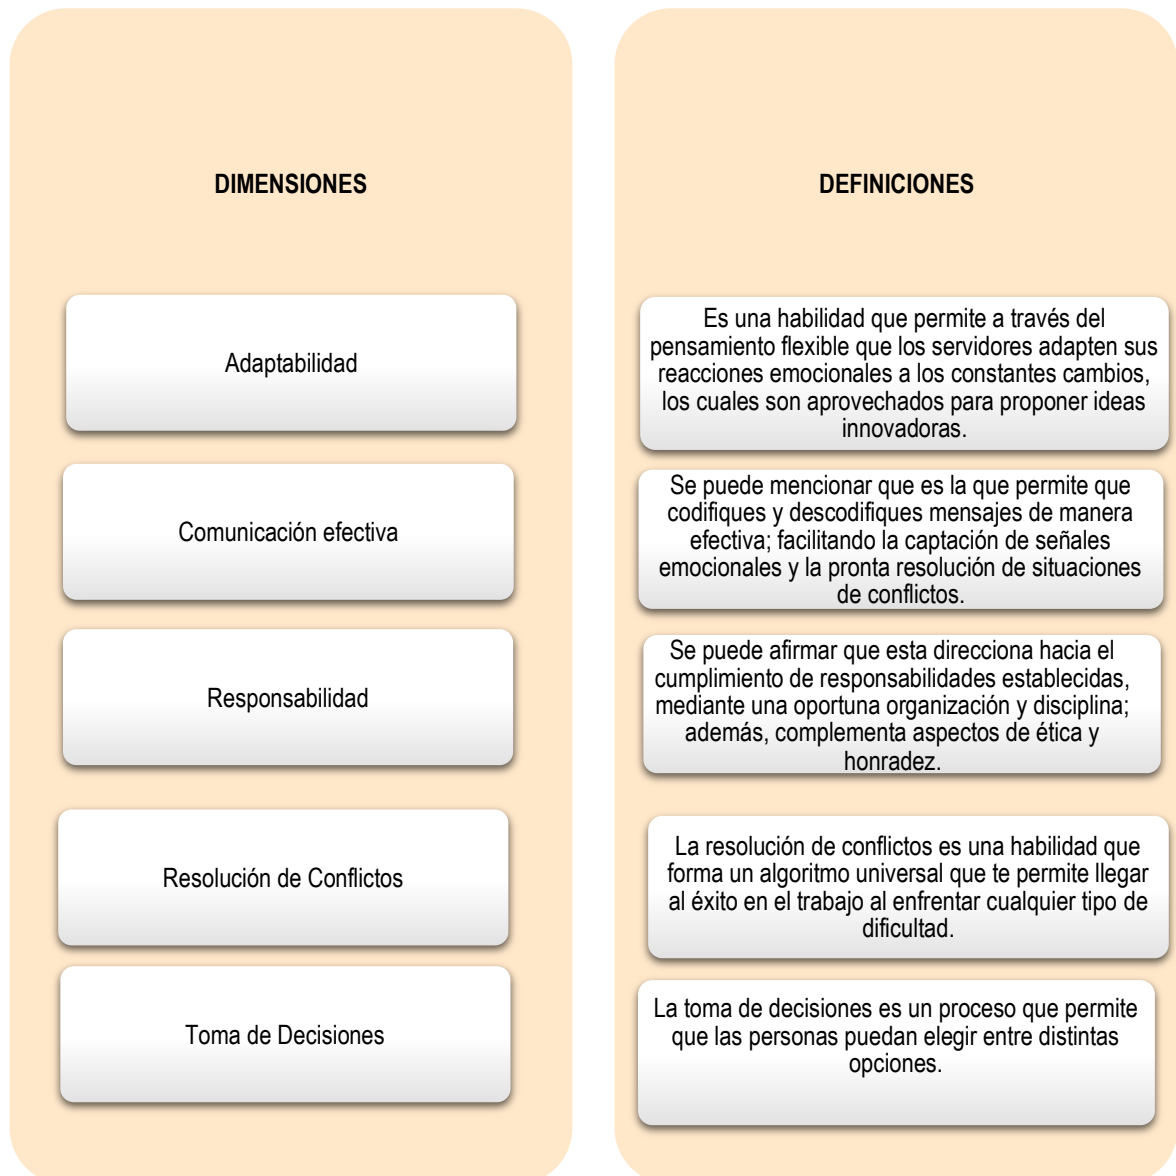 DIMENSIONES
DEFINICIONES
Adaptabilidad
Es una habilidad que permite a través del
pensamiento flexible que los servidores adapten sus
reacciones emocionales a los constantes cambios,
los cuales son aprovechados para proponer ideas
innovadoras.
Comunicación efectiva
Se puede mencionar que es la que permite que
codifiques y descodifiques mensajes de manera
efectiva; facilitando la captación de señales
emocionales y la pronta resolución de situaciones
de conflictos.
Responsabilidad
Se puede afirmar que esta direcciona hacia el
cumplimiento de responsabilidades establecidas,
mediante una oportuna organización y disciplina;
además, complementa aspectos de ética y
honradez.
Resolución de Conflictos
La resolución de conflictos es una habilidad que
forma un algoritmo universal que te permite llegar
al éxito en el trabajo al enfrentar cualquier tipo de
dificultad.
Toma de Decisiones
La toma de decisiones es un proceso que permite
que las personas puedan elegir entre distintas
opciones.